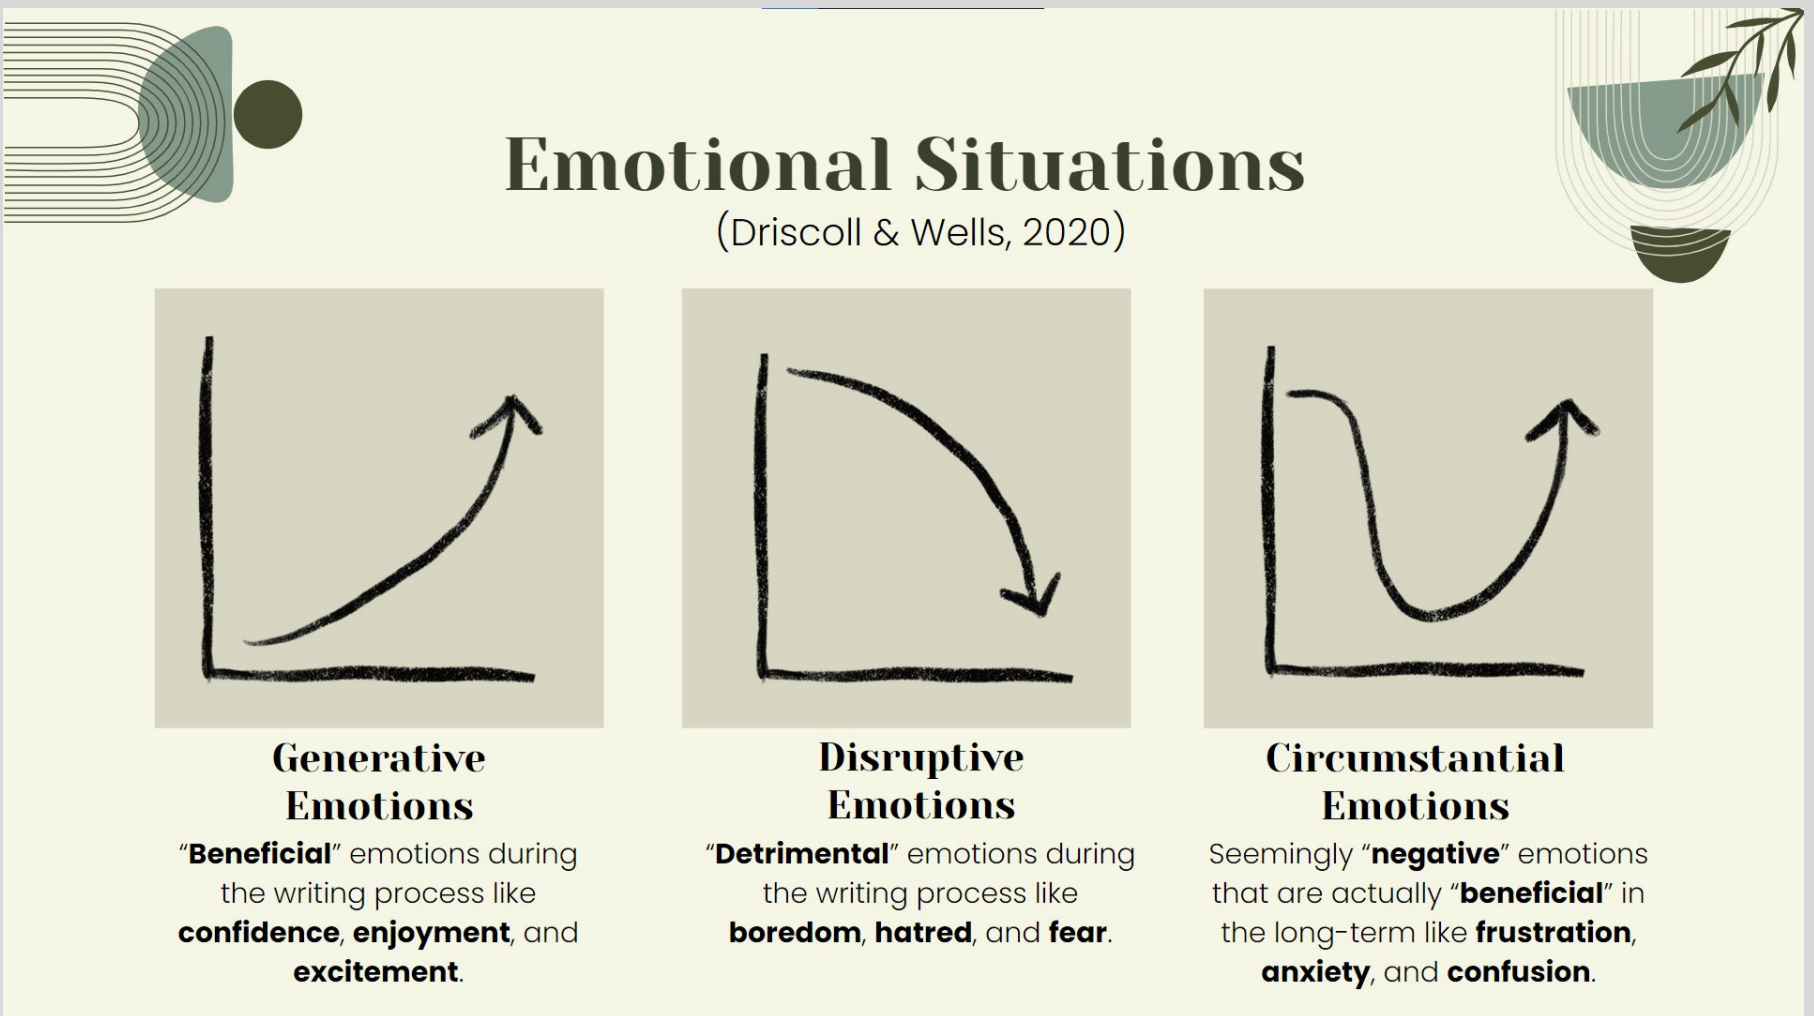 Emotional Situations
(Driscoll & Wells, 2020)
Generative
Emotions
“Beneficial” emotions during
the writing process like
confidence, enjoyment, and
excitement.
Disruptive
Emotions
“Detrimental” emotions during
the writing process like
boredom, hatred, and fear.
Circumstantial
Emotions
Seemingly “negative” emotions
that are actually “beneficial” in
the long-term like frustration,
anxiety, and confusion.